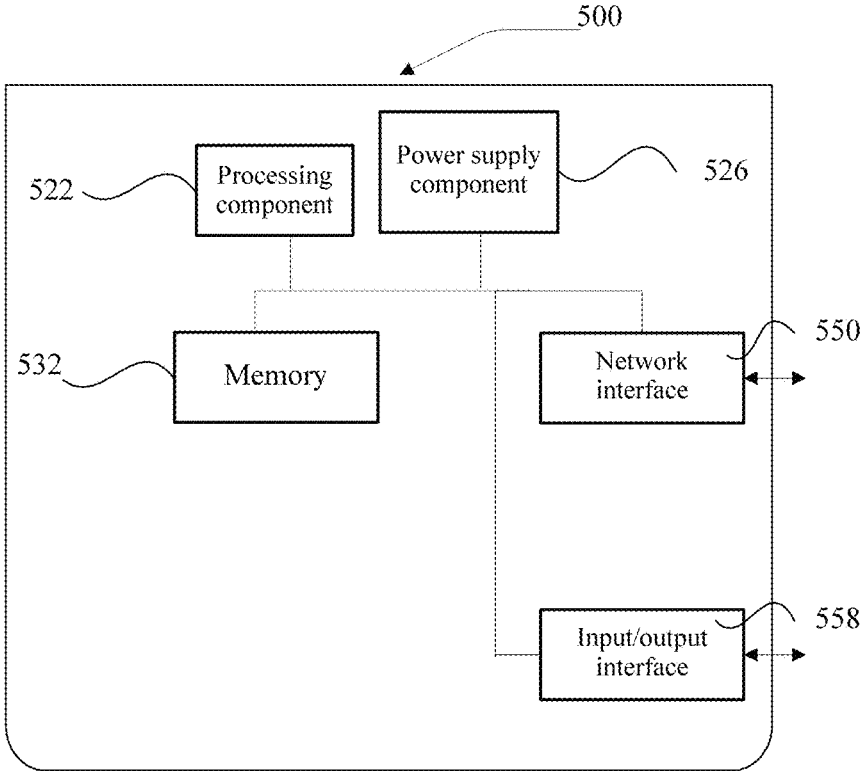 500
Processing
component
522
Power supply
component
526
Memory
532
Network
interface
550
Input/output
interface
558